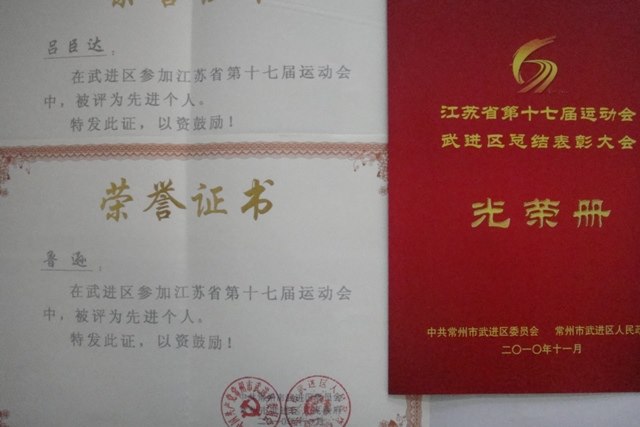 荣誉证书
吕臣达：
在武进区参加江苏省第十七届运动会
中，被评为先进个人。
特发此证，以资鼓励！
荣誉证书
鲁逊：
在武进区参加江苏省第十七届运动会
中，被评为先进个人。
特发此证，以资鼓励！
江苏省第十七届运动会
武进区总结表彰大会
光荣册
中共常州市武进区委员会 常州市武进区人民政
二〇一〇年十一月